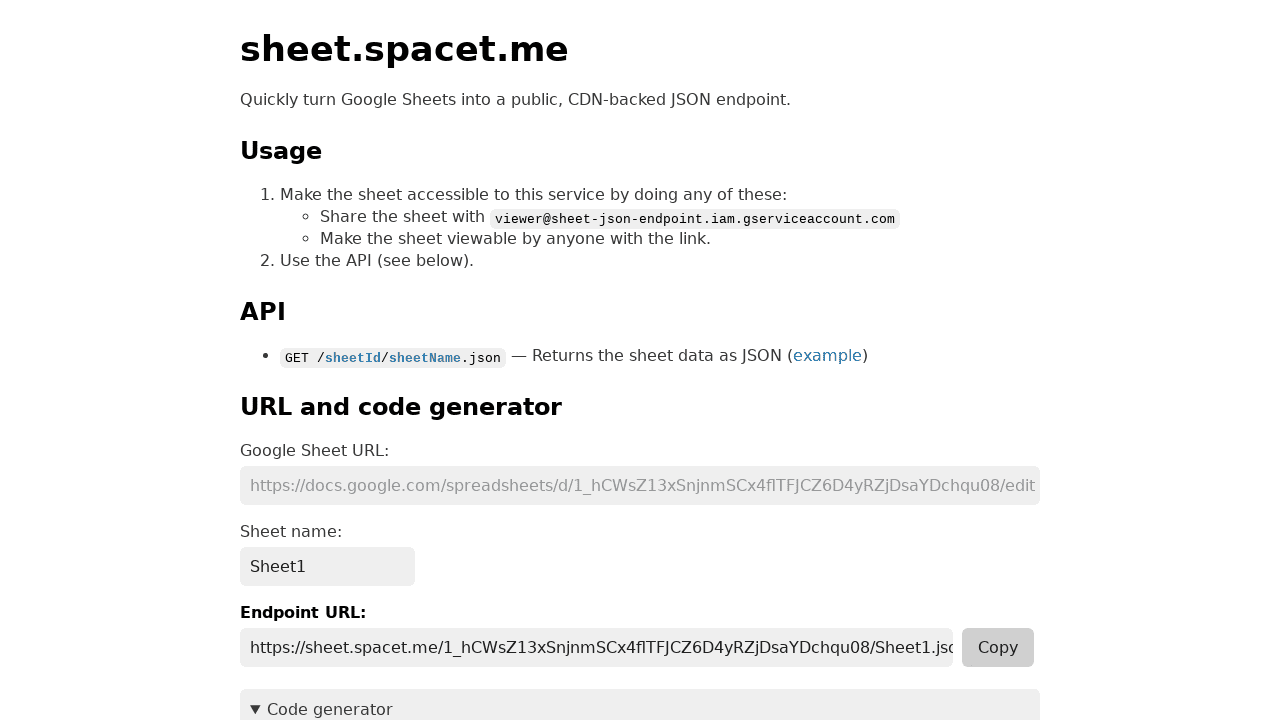 sheet.spacet.me
Quickly turn Google Sheets into a public, CDN-backed JSON endpoint.
Usage
1. Make the sheet accessible to this service by doing any of these:
Share the sheet with viewer@sheet-json-endpoint.iam.gserviceaccount.com
Make the sheet viewable by anyone with the link.
2. Use the API (see below).
API
GET /sheetId/sheetName.json — Returns the sheet data as JSON (example)
URL and code generator
Google Sheet URL:
https://docs.google.com/spreadsheets/d/1_hCWsZ13xSnjnmSCx4flTFJCZ6D4yRZjDsaYDchqu08/edit
Sheet name:
Sheet1
Endpoint URL:
https://sheet.spacet.me/1_hCWsZ13xSnjnmSCx4flTFJCZ6D4yRZjDsaYDchqu08/Sheet1.jso
Copy
Code generator